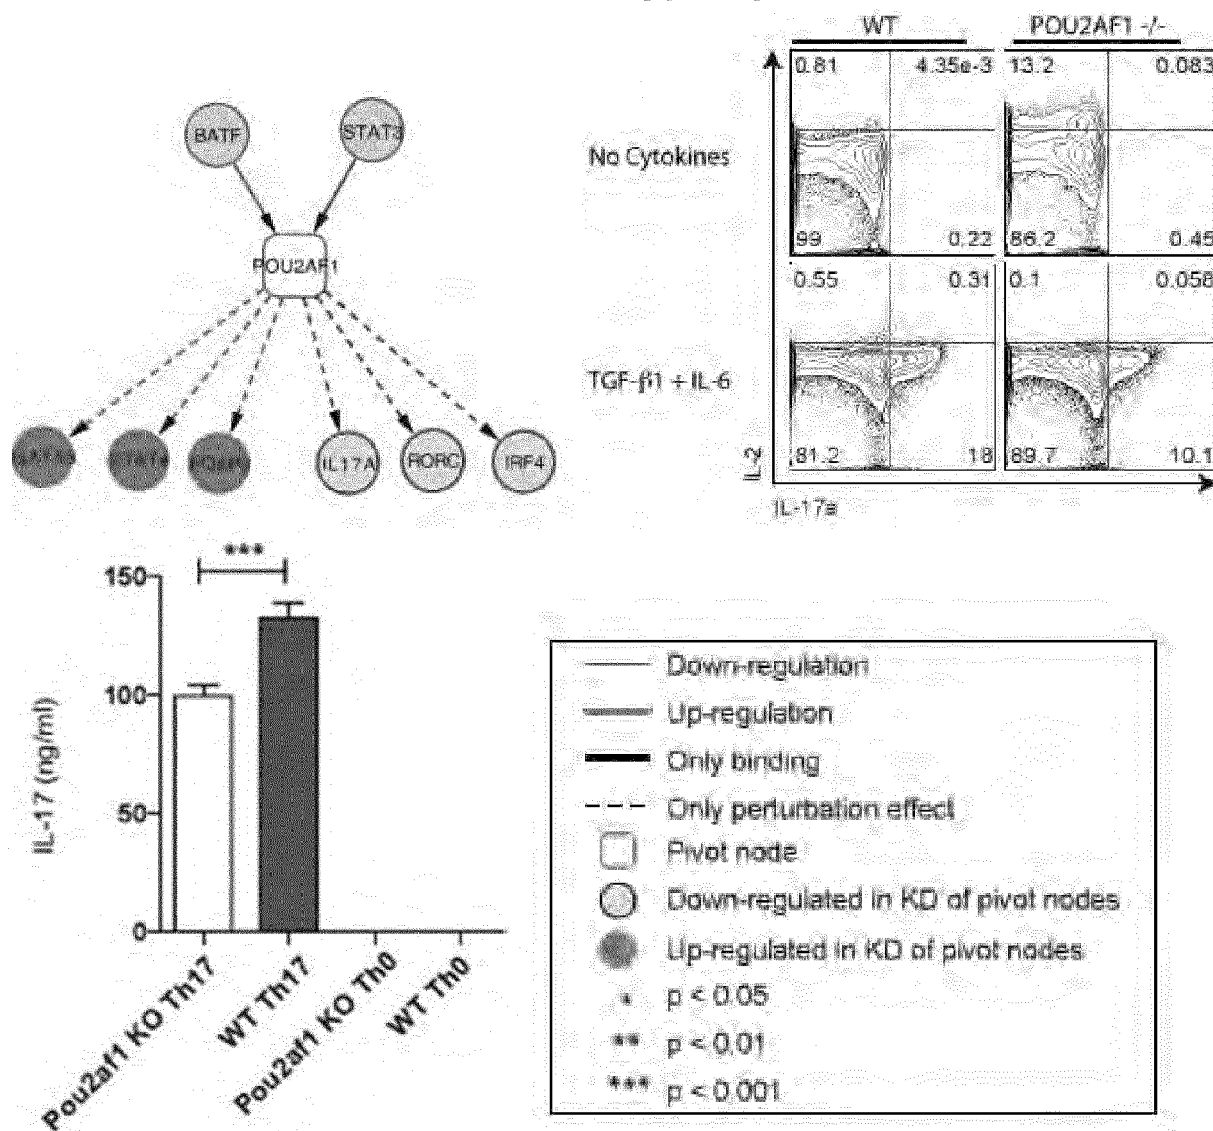 WT
POU2AF1 -/-
0.81
4.35e-3
13.2
0.083
No Cytokines
99
0.22
86.2
0.45
0.55
0.31
0.1
0.058
TGF-β1 + IL-6
81.2
18
89.7
10.1
IL-2
IL-17a
BATF
STAT3
POU2AF1
IL17A
RORC
IRF4
***
150
100
50
0
IL-17 (ng/ml)
Pou2af1 KO Th17
WT Th17
Pou2af1 KO Th0
WT Th0
Down-regulation
Up-regulation
Only binding
Only perturbation effect
Pivot node
Down-regulated in KD of pivot nodes
Up-regulated in KD of pivot nodes
* p < 0.05
** p < 0.01
*** p < 0.001